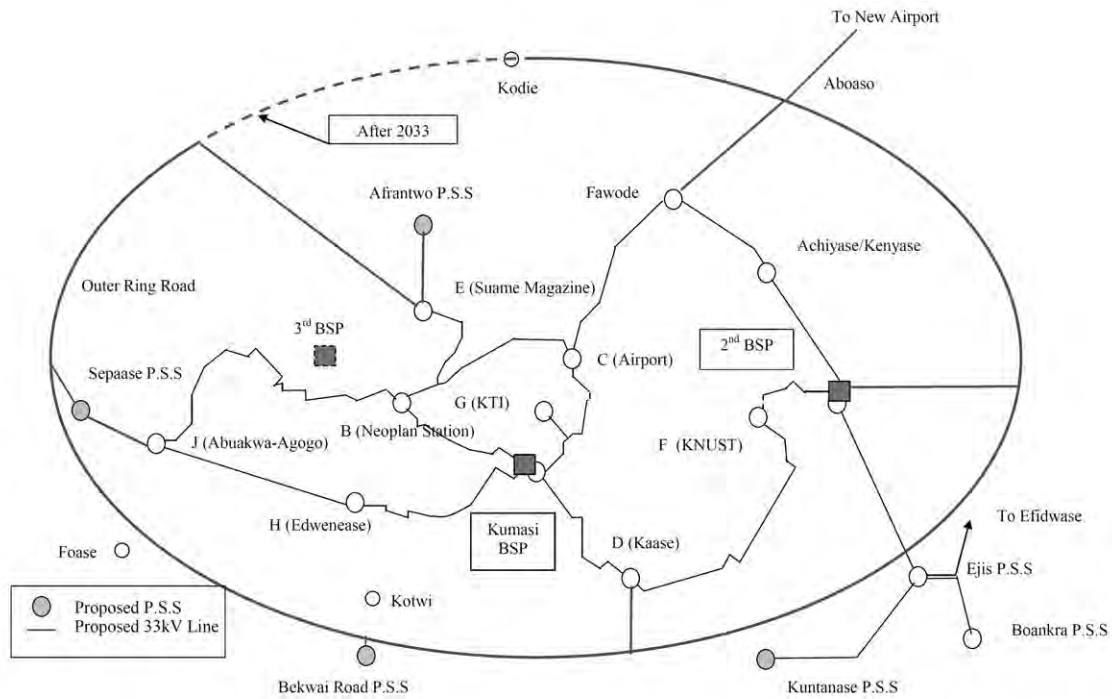 To New Airport
Kodie
Aboaso
After 2033
Fawode
Afrantwo P.S.S
Achiyase/Kenyase
Outer Ring Road
E (Suame Magazine)
3rd BSP
2nd BSP
C (Airport)
Sepaase P.S.S
G (KTI)
B (Neoplan Station)
J (Abuakwa-Agogo)
F (KNUST)
H (Edwenease)
Kumasi
BSP
To Efidwase
D (Kaase)
Foase
Ejis P.S.S
Proposed P.S.S
Proposed 33kV Line
Kotwi
Boankra P.S.S
Bekwai Road P.S.S
Kuntanase P.S.S